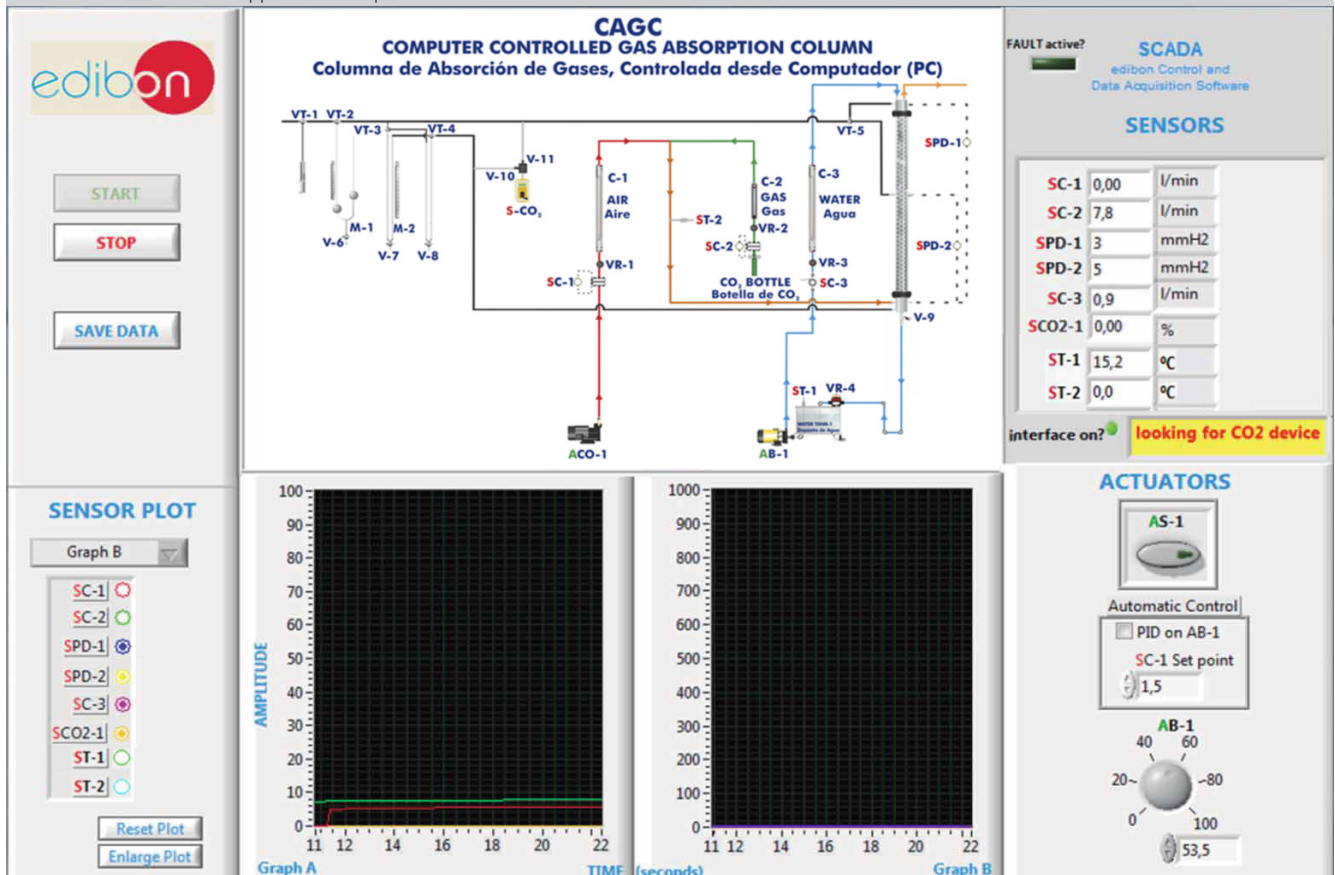 edibon
START
STOP
SAVE DATA
CAGC
COMPUTER CONTROLLED GAS ABSORPTION COLUMN
Columna de Absorción de Gases, Controlada desde Computador (PC)
VT-1 VT-2
VT-3 VT-4
VT-5
SPD-1
V-11
V-10
C-1
C-2
C-3
AIR
Aire
GAS
Gas
WATER
Agua
S-CO₂
ST-2
VR-2
M-1 M-2
V-6 V-7 V-8
SC-2
SPD-2
VR-1
VR-3
SC-1
CO₂ BOTTLE
Botella de CO₂
SC-3
V-9
ST-1 VR-4
WATER TANK-1
Depósito de Agua
ACO-1
AB-1
FAULT active?
SCADA
edibon Control and
Data Acquisition Software
SENSORS
SC-1 0,00 l/min
SC-2 7,8 l/min
SPD-1 3 mmH2
SPD-2 5 mmH2
SC-3 0,9 l/min
SCO2-1 0,00 %
ST-1 15,2 ºC
ST-2 0,0 ºC
interface on? looking for CO2 device
SENSOR PLOT
Graph B
SC-1
SC-2
SPD-1
SPD-2
SC-3
SCO2-1
ST-1
ST-2
Reset Plot
Enlarge Plot
AMPLITUDE
100
90
80
70
60
50
40
30
20
10
0
11 12 14 16 18 20 22
Graph A
TIME (seconds)
1000
900
800
700
600
500
400
300
200
100
0
11 12 14 16 18 20 22
Graph B
ACTUATORS
AS-1
Automatic Control
PID on AB-1
SC-1 Set point
1,5
AB-1
40 60
20 80
0 100
53,5